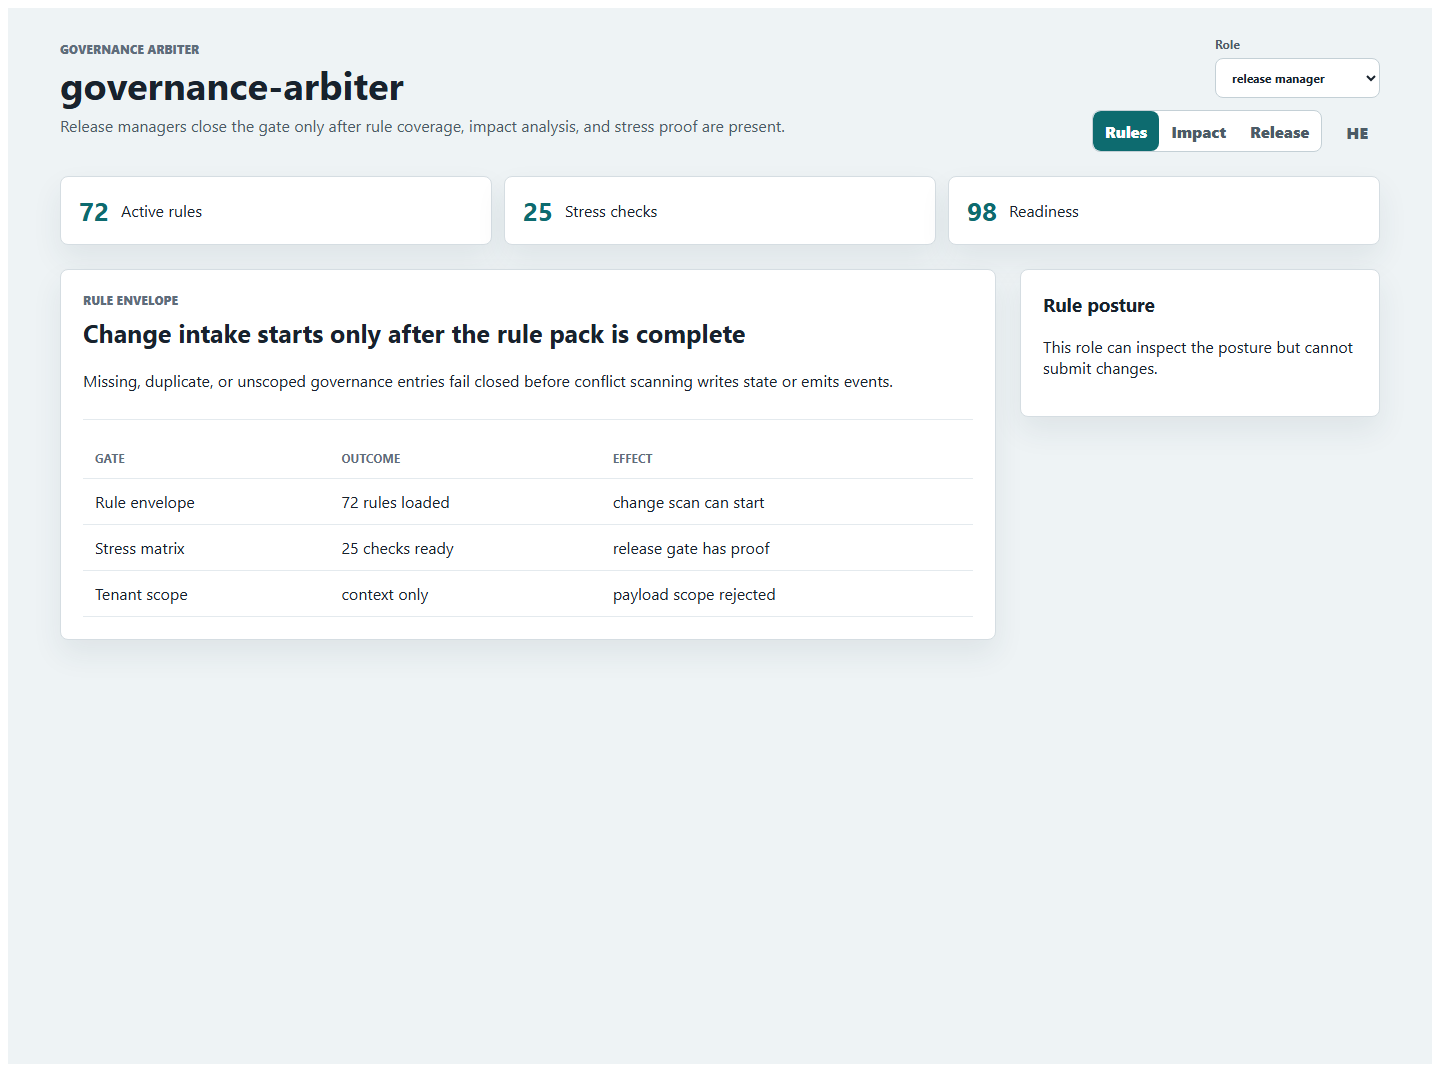 GOVERNANCE ARBITER
governance-arbiter
Release managers close the gate only after rule coverage, impact analysis, and stress proof are present.
Role
release manager
Rules Impact Release HE
72 Active rules
25 Stress checks
98 Readiness
RULE ENVELOPE
Change intake starts only after the rule pack is complete
Missing, duplicate, or unscoped governance entries fail closed before conflict scanning writes state or emits events.
GATE OUTCOME EFFECT
Rule envelope 72 rules loaded change scan can start
Stress matrix 25 checks ready release gate has proof
Tenant scope context only payload scope rejected
Rule posture
This role can inspect the posture but cannot
submit changes.